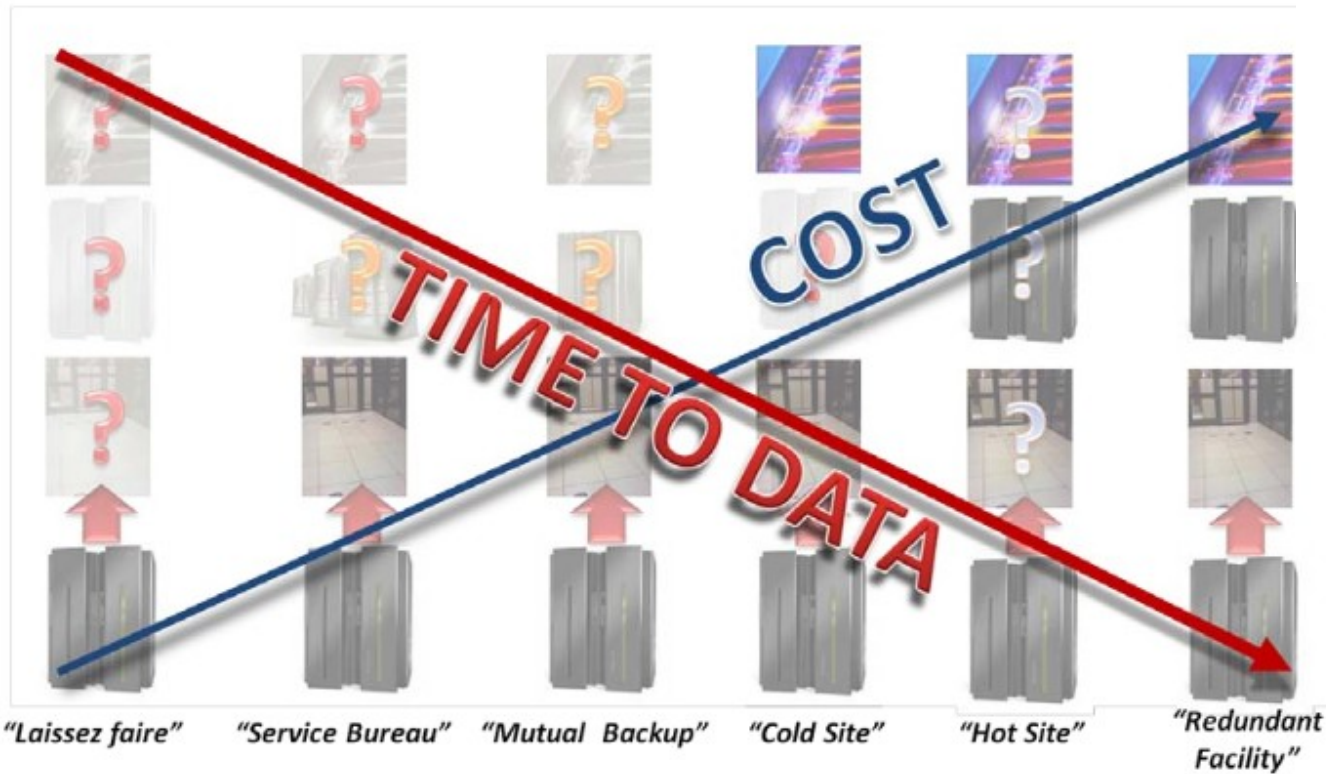 ?
?
?
?
?
?
?
?
?
?
?
?
COST
TIME TO DATA
"Laissez faire"
"Service Bureau"
"Mutual Backup"
"Cold Site"
"Hot Site"
"Redundant
Facility"